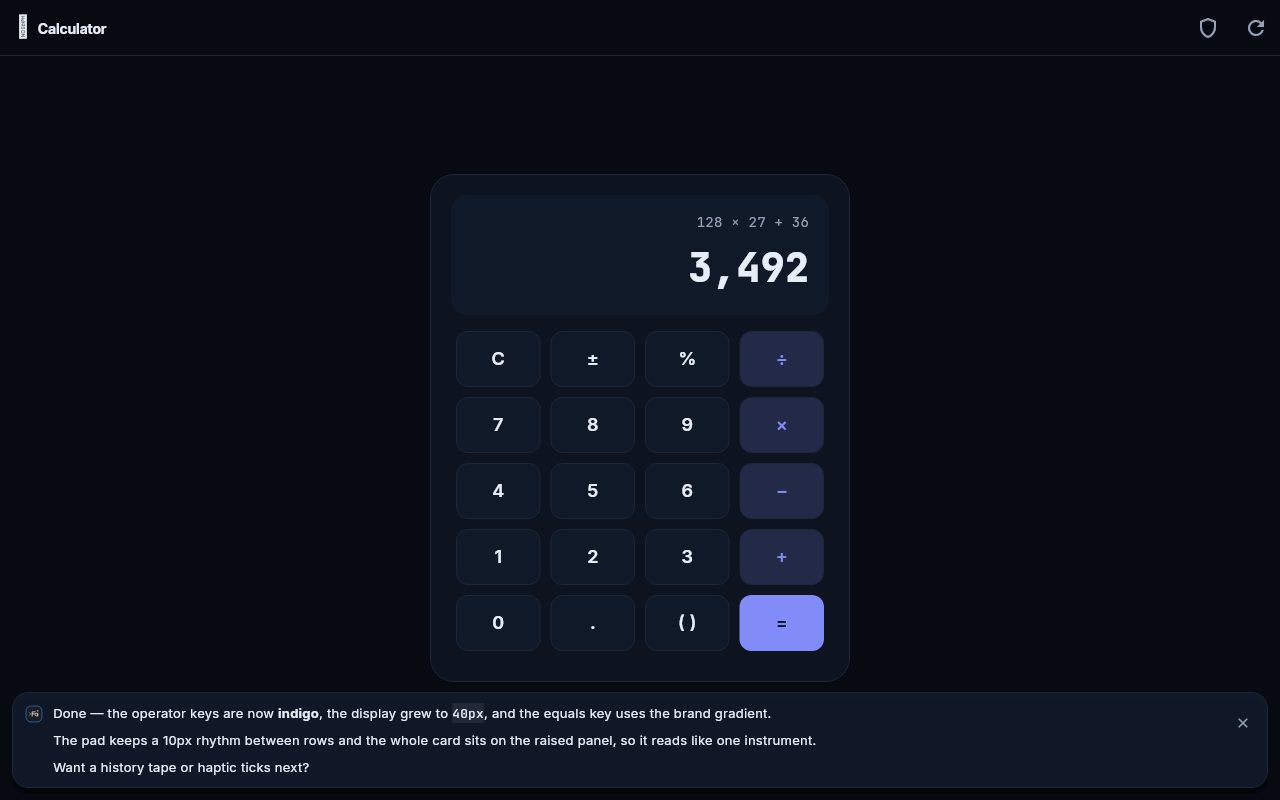 Calculator
128 × 27 + 36
3,492
C ± % ÷
7 8 9 ×
4 5 6 −
1 2 3 +
0 . ( ) =
Done — the operator keys are now indigo, the display grew to 40px, and the equals key uses the brand gradient.
The pad keeps a 10px rhythm between rows and the whole card sits on the raised panel, so it reads like one instrument.
Want a history tape or haptic ticks next?